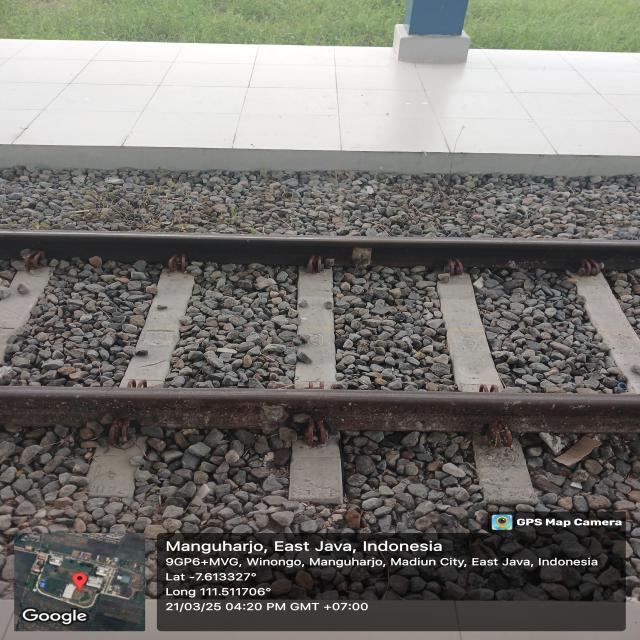 GPS Map Camera
Manguharjo, East Java, Indonesia
9GP6+MVG, Winongo, Manguharjo, Madiun City, East Java, Indonesia
Lat -7.613327°
Long 111.511706°
21/03/25 04:20 PM GMT +07:00
Google